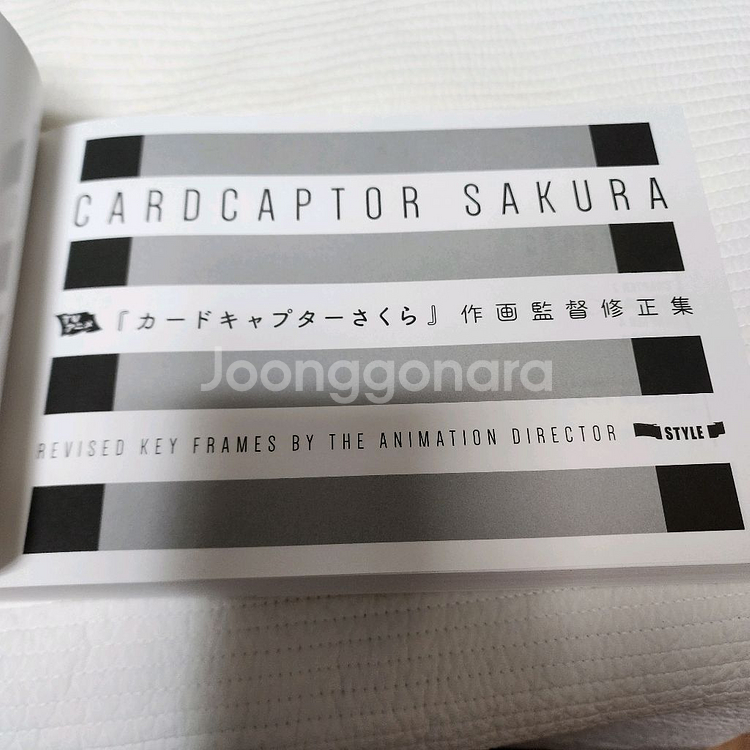 CARDCAPTOR SAKURA
『カードキャプターさくら』作画監督修正集
Joonggonara
REVISED KEY FRAMES BY THE ANIMATION DIRECTOR STYLE